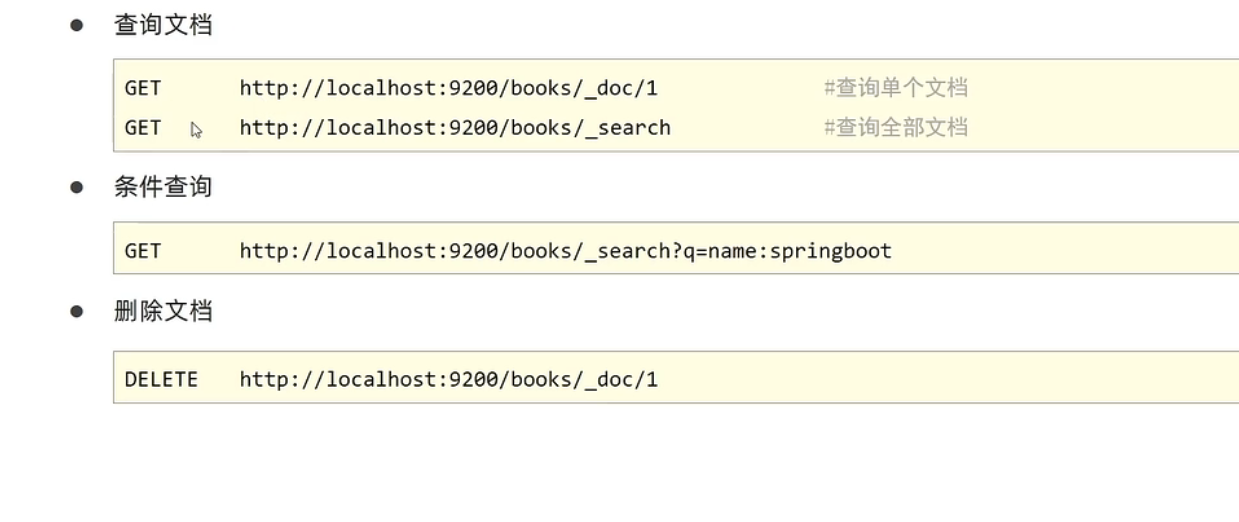 ● 查询文档
GET http://localhost:9200/books/_doc/1 #查询单个文档
GET http://localhost:9200/books/_search #查询全部文档
● 条件查询
GET http://localhost:9200/books/_search?q=name:springboot
● 删除文档
DELETE http://localhost:9200/books/_doc/1